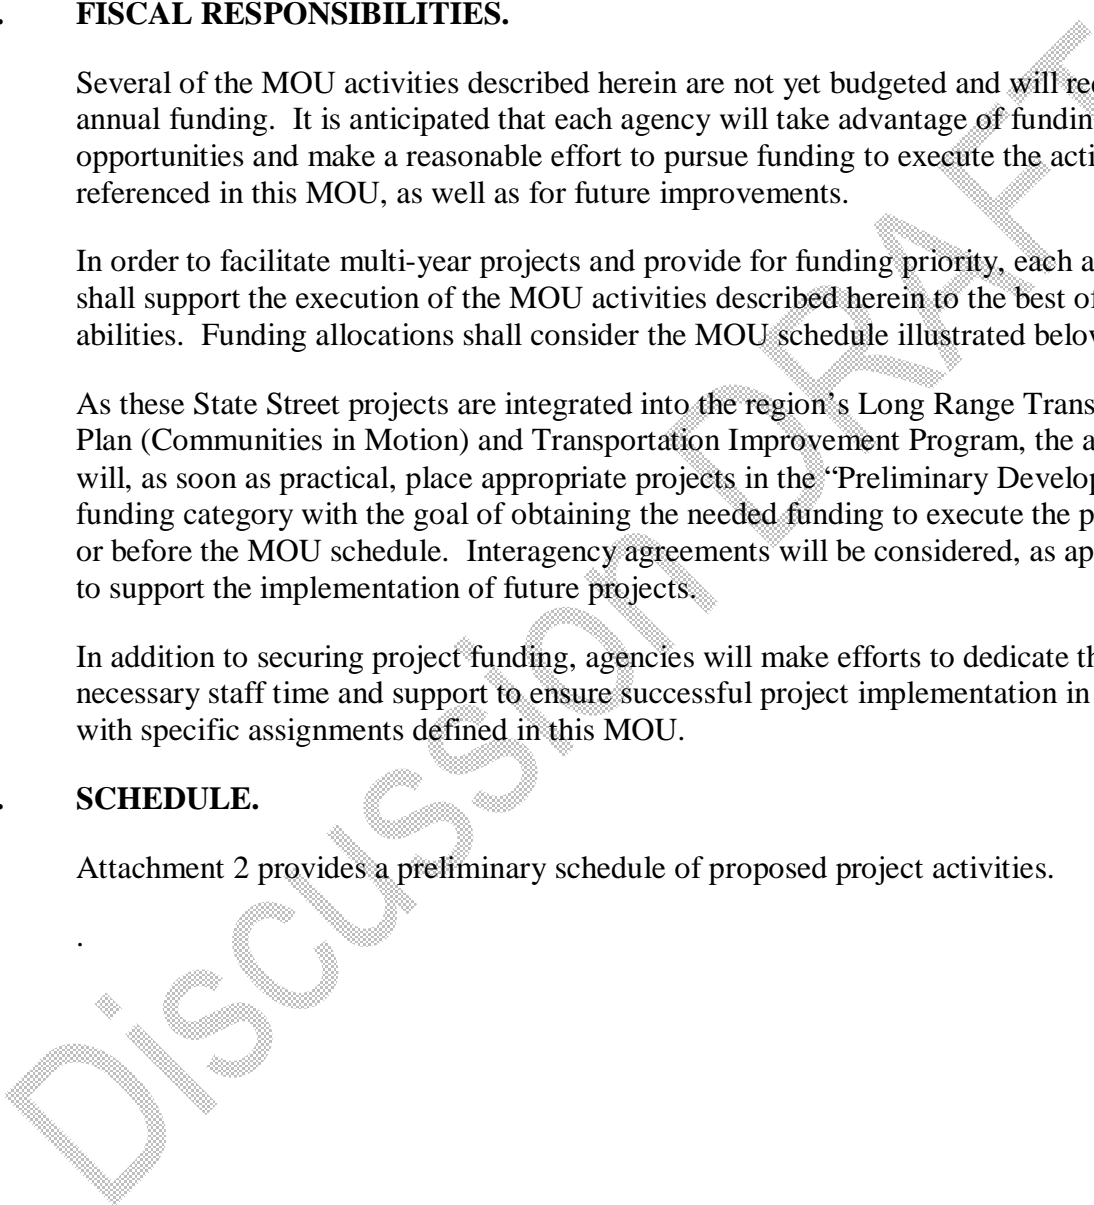 . FISCAL RESPONSIBILITIES.
Several of the MOU activities described herein are not yet budgeted and will
annual funding. It is anticipated that each agency will take advantage of fundin
opportunities and make a reasonable effort to pursue funding to execute the acti
referenced in this MOU, as well as for future improvements.
In order to facilitate multi-year projects and provide for funding priority, each a
shall support the execution of the MOU activities described herein to the best of
abilities. Funding allocations shall consider the MOU schedule illustrated below
As these State Street projects are integrated into the region’s Long Range Trans
Plan (Communities in Motion) and Transportation Improvement Program, the a
will, as soon as practical, place appropriate projects in the “Preliminary Develop
funding category with the goal of obtaining the needed funding to execute the p
or before the MOU schedule. Interagency agreements will be considered, as ap
to support the implementation of future projects.
In addition to securing project funding, agencies will make efforts to dedicate th
necessary staff time and support to ensure successful project implementation in
with specific assignments defined in this MOU.
. SCHEDULE.
Attachment 2 provides a preliminary schedule of proposed project activities.
.
Discussion DRAFT